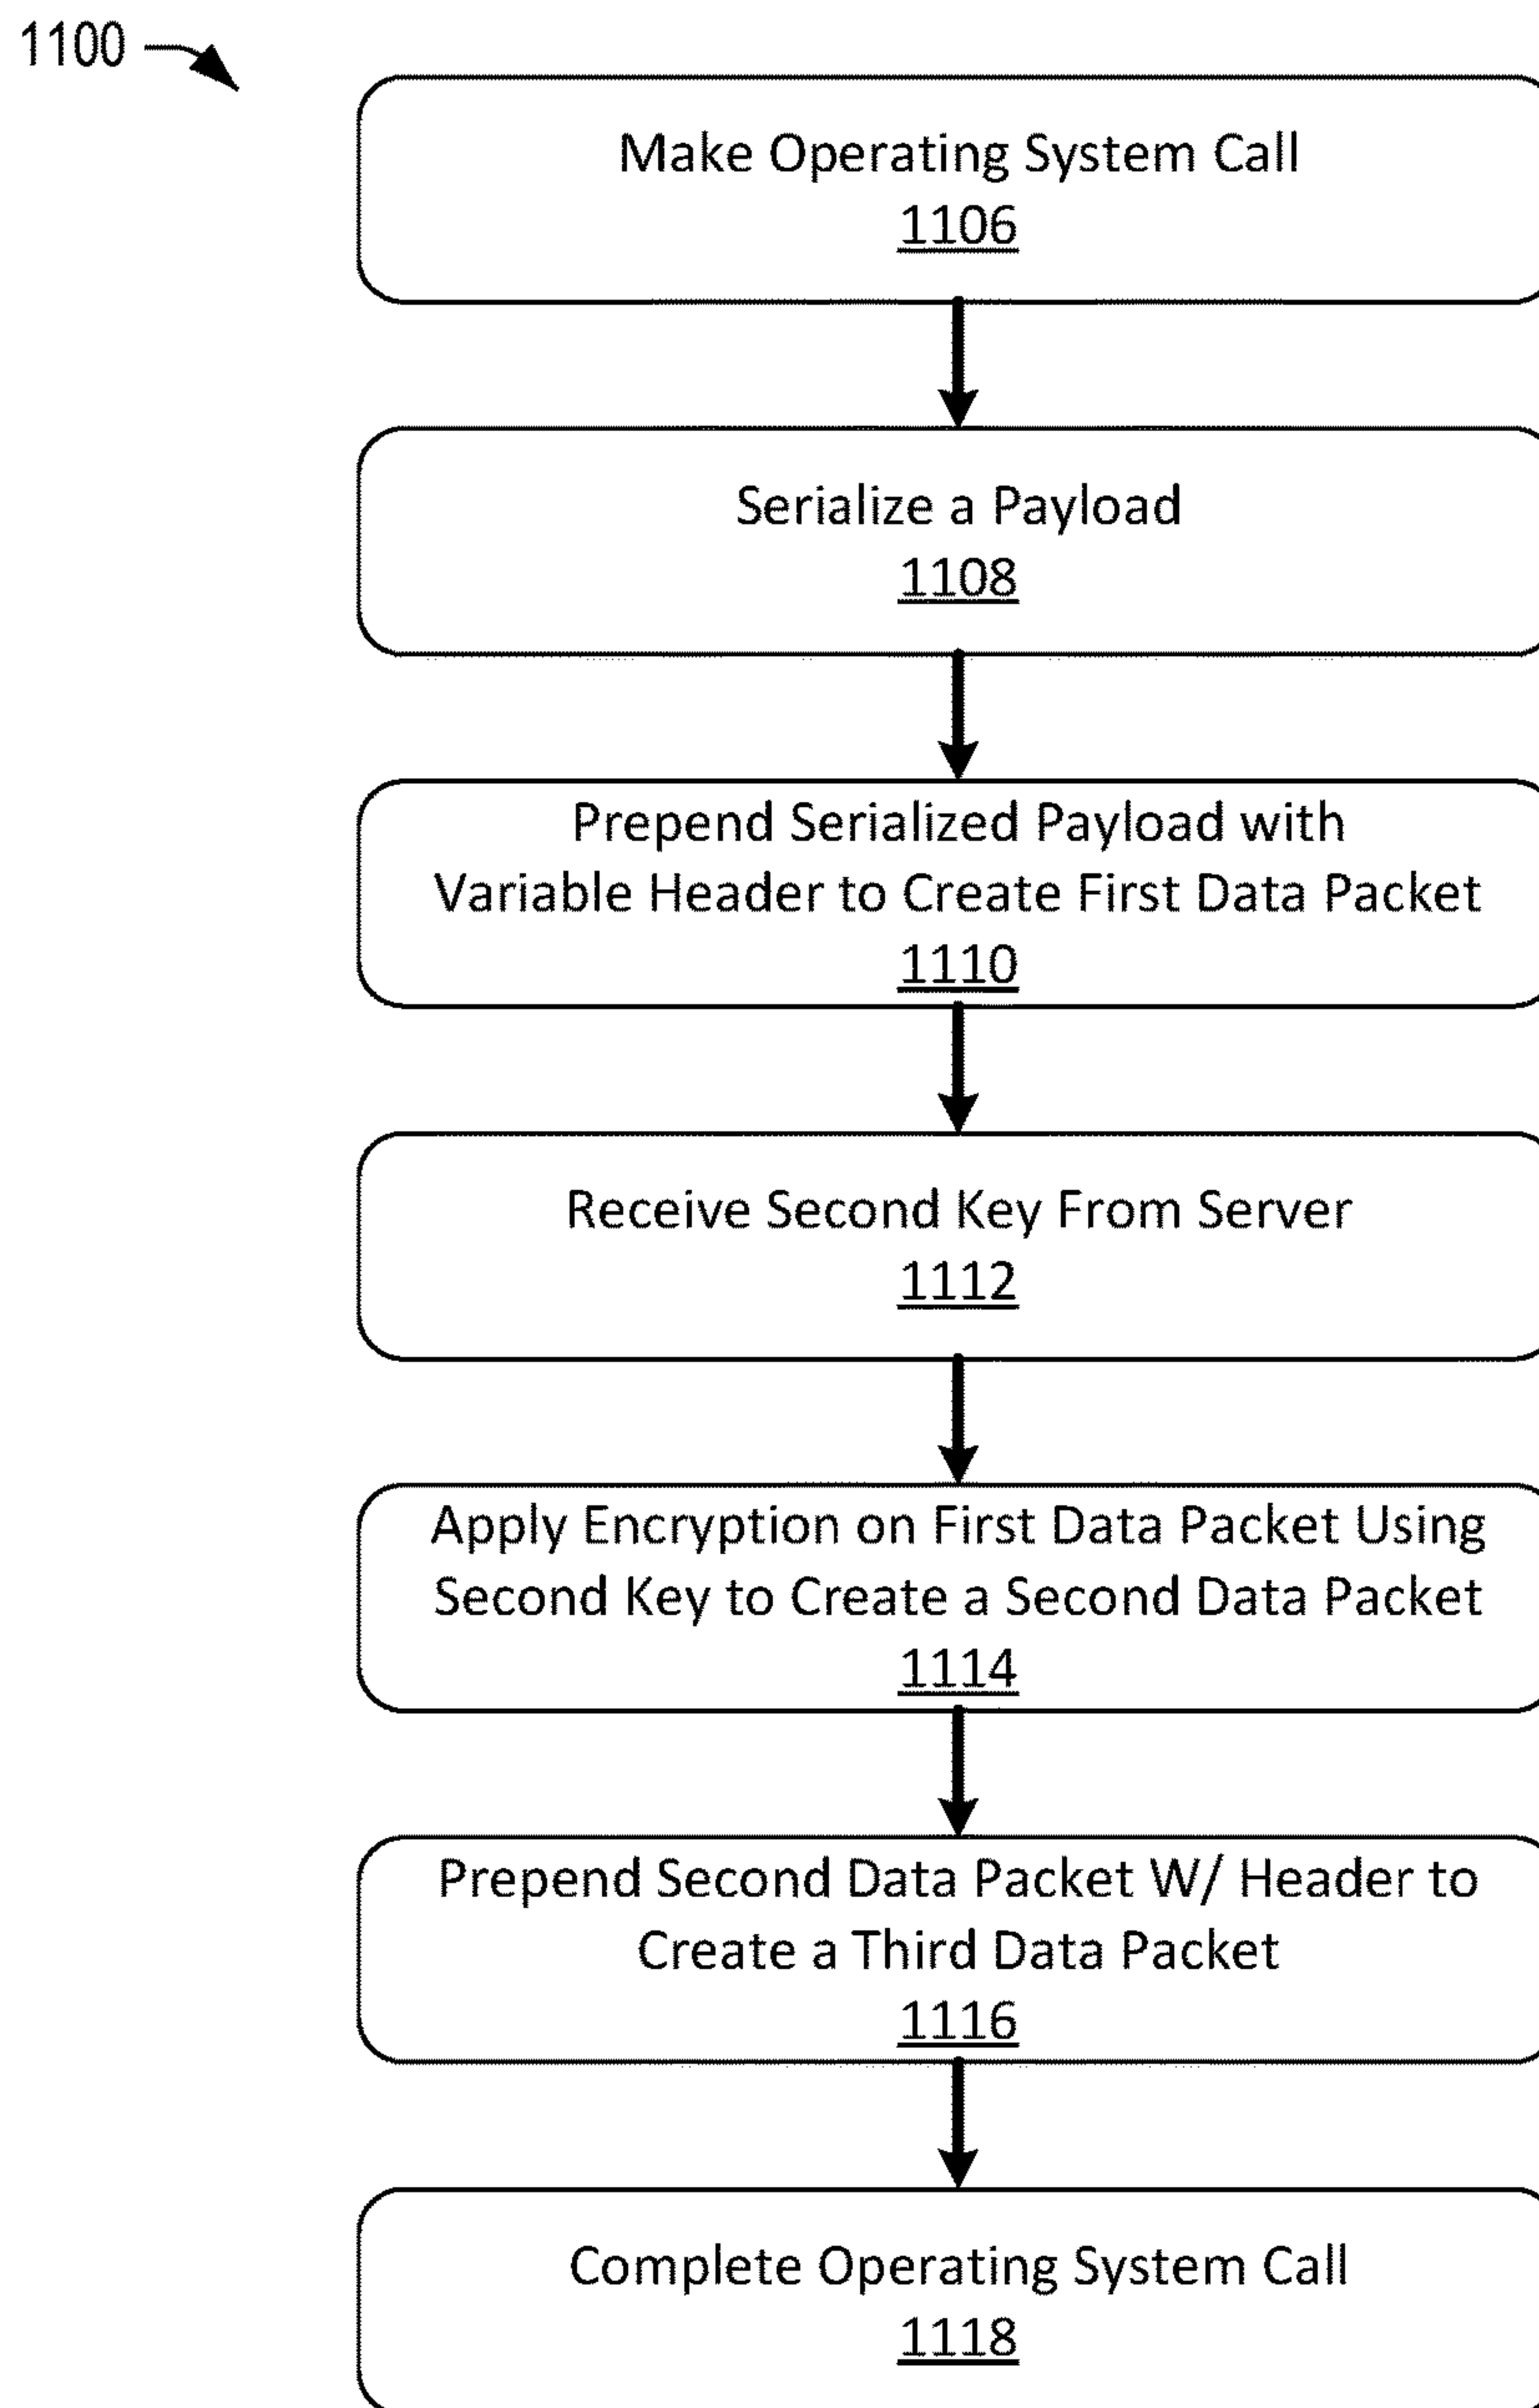 1100
Make Operating System Call
1106
Serialize a Payload
1108
Prepend Serialized Payload with
Variable Header to Create First Data Packet
1110
Receive Second Key From Server
1112
Apply Encryption on First Data Packet Using
Second Key to Create a Second Data Packet
1114
Prepend Second Data Packet W/ Header to
Create a Third Data Packet
1116
Complete Operating System Call
1118